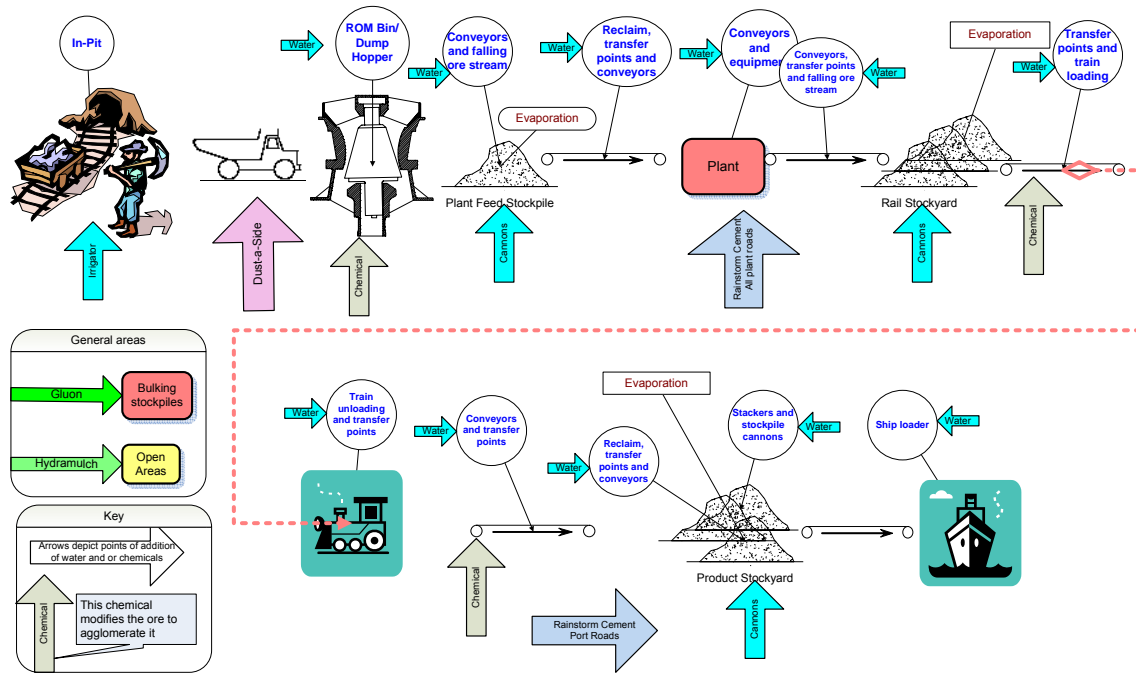 In-Pit
Water
ROM Bin/
Dump
Hopper
Water
Conveyors
and falling
ore stream
Water
Reclaim,
transfer
points and
conveyors
Water
Conveyors
and
equipment
Conveyors,
transfer points
and falling ore
stream
Water
Evaporation
Water
Transfer
points and
train
loading
Evaporation
Plant
Plant Feed Stockpile
Rail Stockyard
Irrigator
Dust-a-Side
Chemical
Cannons
Rainstorm Cement
All plant roads
Cannons
Chemical
General areas
Gluon
Bulking
stockpiles
Hydramulch
Open
Areas
Water
Train
unloading
and transfer
points
Water
Conveyors
and transfer
points
Evaporation
Water
Reclaim,
transfer
points and
conveyors
Stackers and
stockpile
cannons
Water
Ship loader
Water
Product Stockyard
Chemical
Rainstorm Cement
Port Roads
Cannons
Key
Arrows depict points of addition
of water and or chemicals
Chemical
This chemical
modifies the ore to
agglomerate it